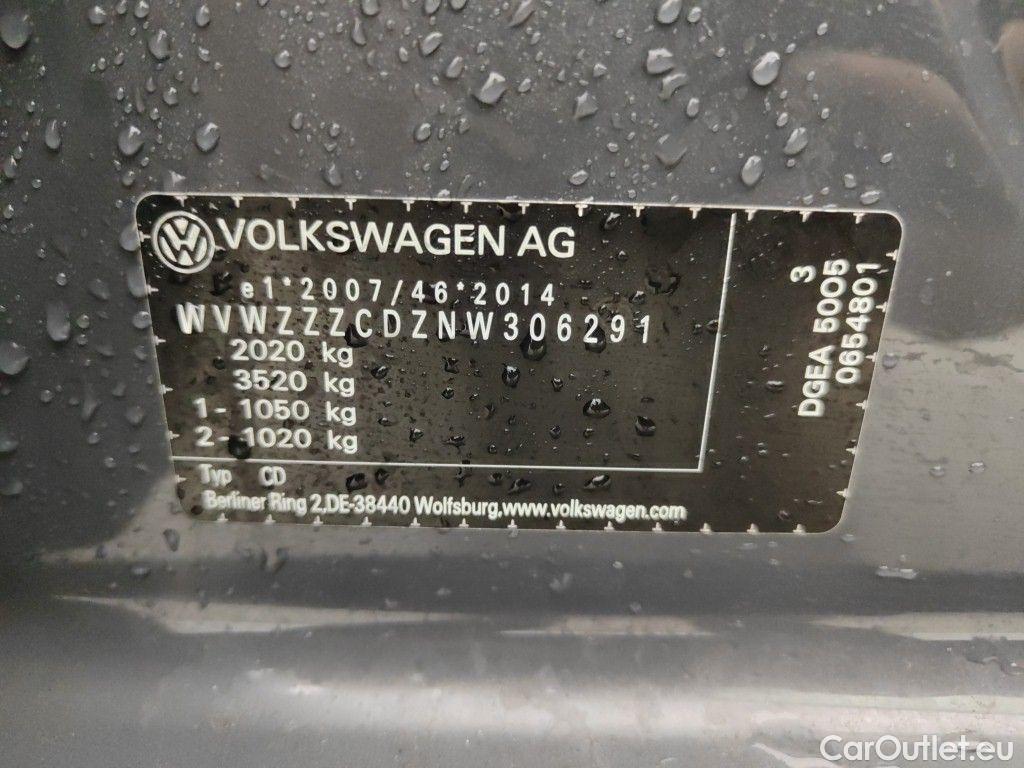 VOLKSWAGEN AG
e1*2007/46*2014
WVWZZZCDZNW306291
2020 kg
3520 kg
1- 1050 kg
2- 1020 kg
Typ CD
Berliner Ring 2,DE-38440 Wolfsburg,www.volkswagen.com
3
DGEA 5005
0654801
CarOutlet.eu